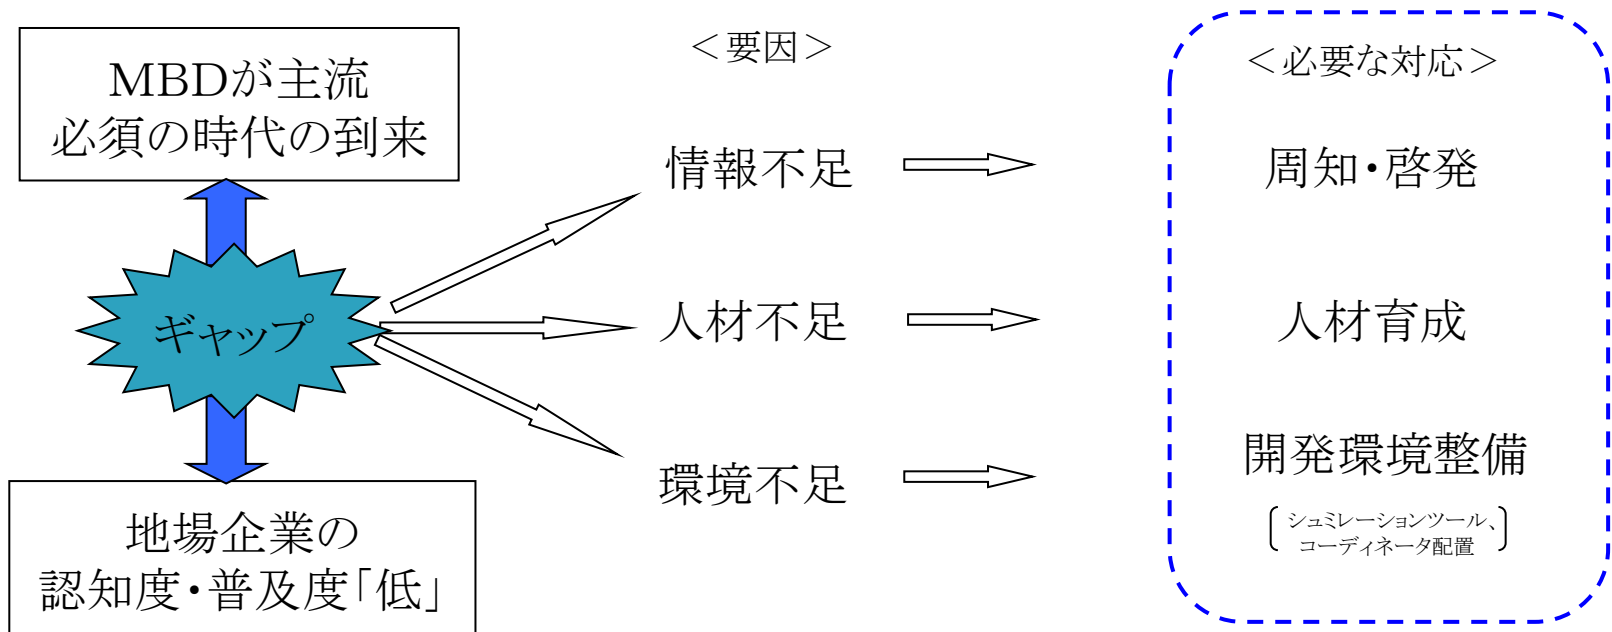 MBDが主流
必須の時代の到来
ギャップ
地場企業の
認知度・普及度「低」
＜要因＞
情報不足
人材不足
環境不足
＜必要な対応＞
周知・啓発
人材育成
開発環境整備
シュミレーションツール、
コーディネータ配置